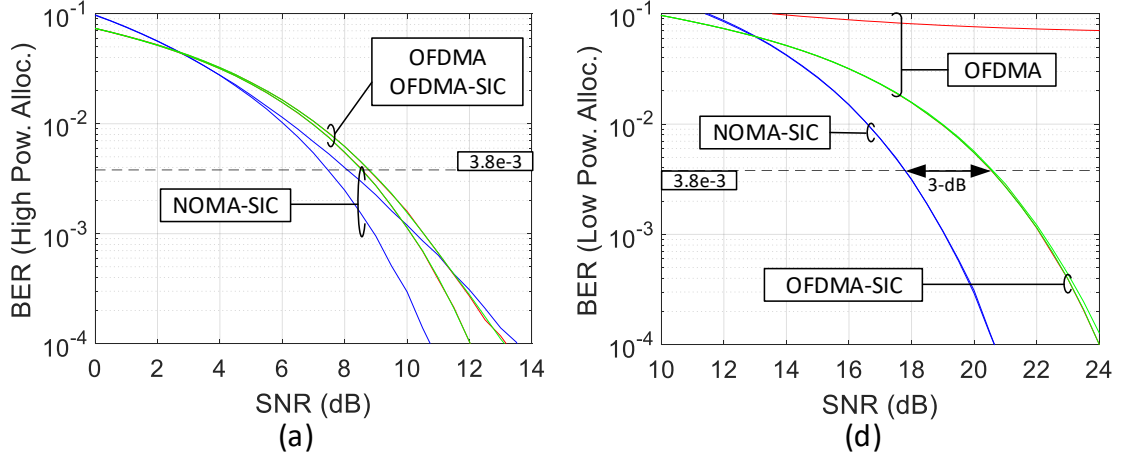 BER (High Pow. Alloc.)
10^-1
10^-2
10^-3
10^-4
OFDMA
OFDMA-SIC
3.8e-3
NOMA-SIC
0 2 4 6 8 10 12 14
SNR (dB)
(a)
BER (Low Pow. Alloc.)
10^-1
10^-2
10^-3
10^-4
OFDMA
NOMA-SIC
3.8e-3
3-dB
OFDMA-SIC
10 12 14 16 18 20 22 24
SNR (dB)
(d)